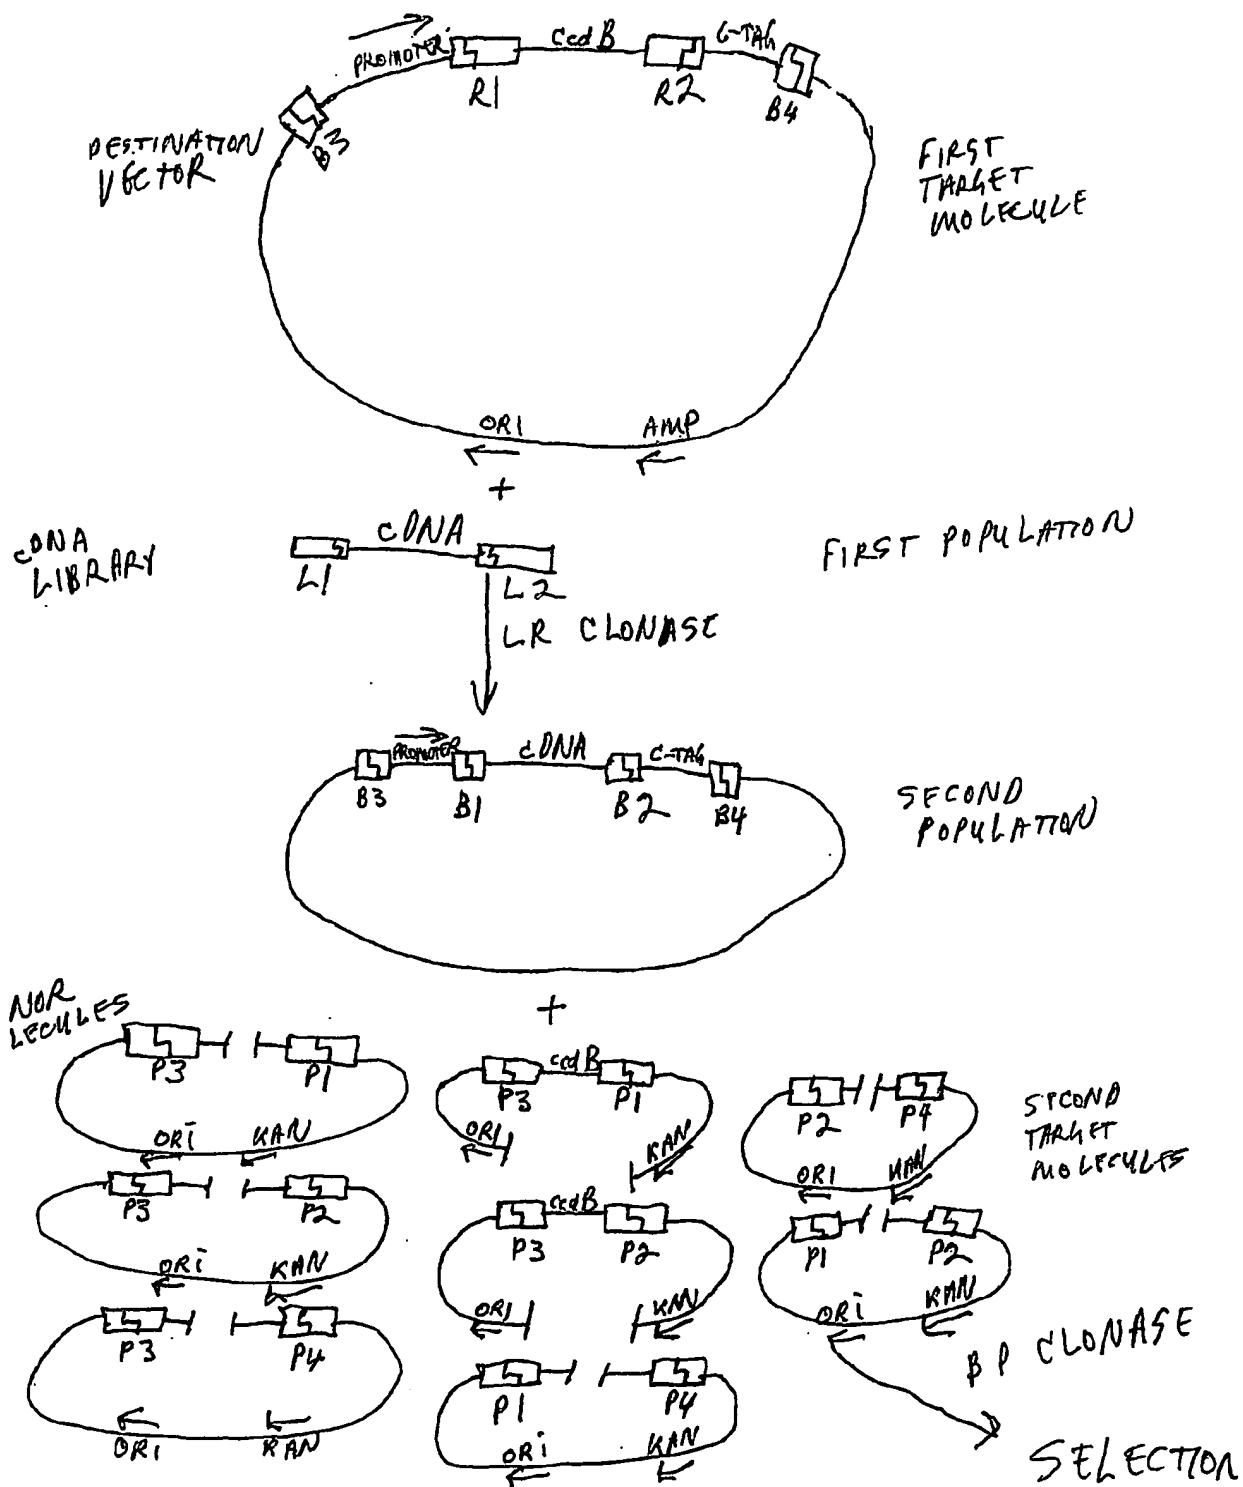 PROMOTER
R1
ccdB
R2
C-TAG
B4
B3
DESTINATION
VECTOR
FIRST
TARGET
MOLECULE
ORI
AMP
+
cDNA
LIBRARY
L1
cDNA
L2
FIRST POPULATION
LR CLONASE
B3
PROMOTER
B1
cDNA
B2
C-TAG
B4
SECOND
POPULATION
+
NOR
LECULES
P3
P1
ORI
KAN
P3
ccdB
P1
ORI
KAN
P2
P4
ORI
KAN
SECOND
TARGET
MOLECULES
P3
P2
ORI
KAN
P3
ccdB
P2
ORI
KAN
P1
P2
ORI
KAN
P3
P4
ORI
KAN
P1
P4
ORI
KAN
BP CLONASE
SELECTION